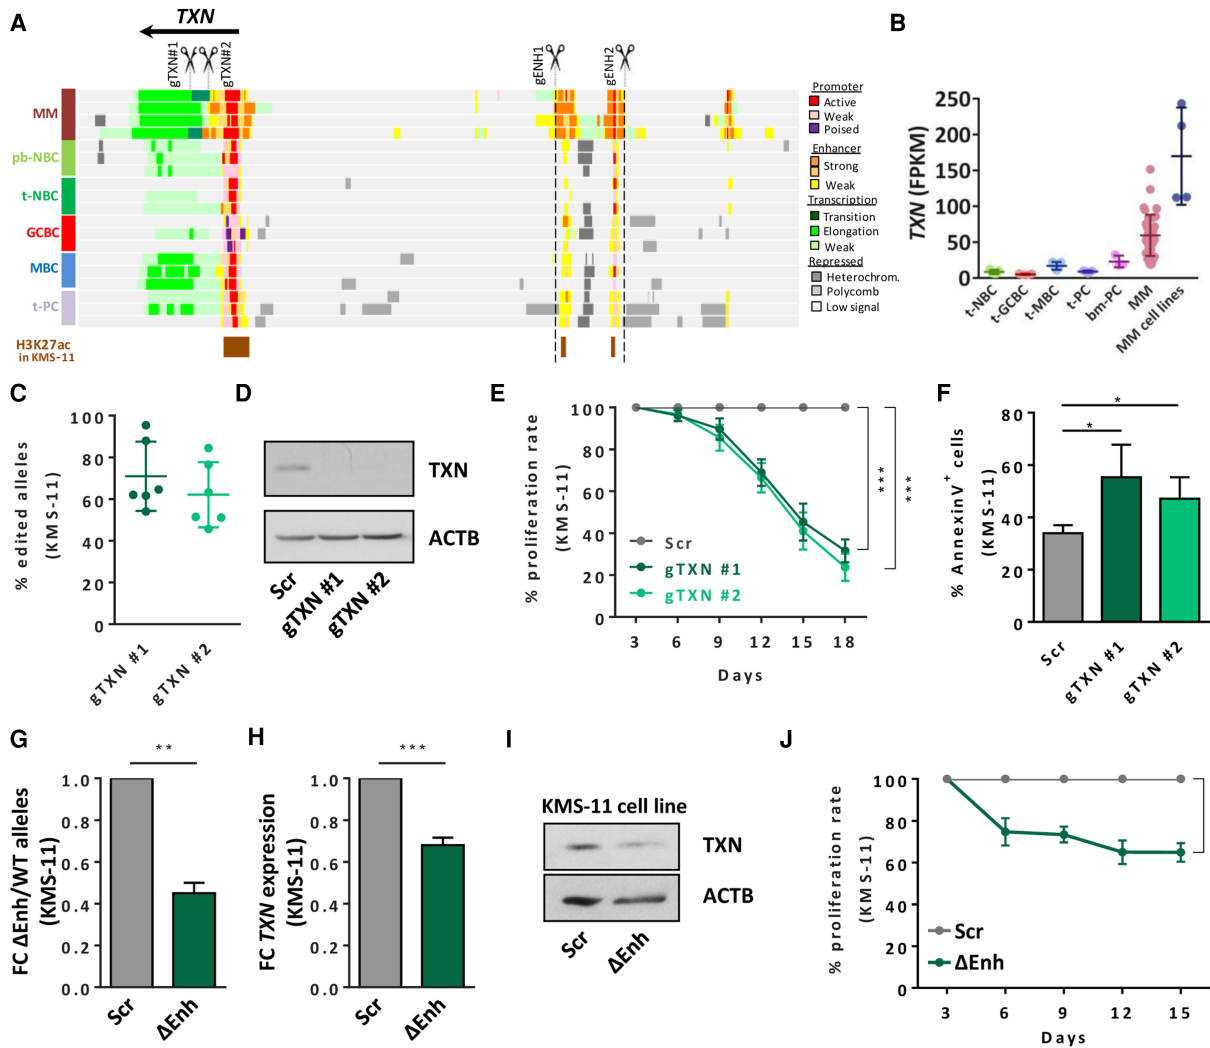 A
TXN
gTXN#1
gTXN#2
gENH1
gENH2
MM
pb-NBC
t-NBC
GCBC
MBC
t-PC
H3K27ac
in KMS-11
Promoter
Active
Weak
Poised
Enhancer
Strong
Weak
Transcription
Transition
Elongation
Weak
Repressed
Heterochrom.
Polycomb
Low signal
B
TXN (FPKM)
250
200
150
100
50
0
t-NBC
t-GCBC
t-MBC
t-PC
bm-PC
MM
MM cell lines
C
% edited alleles
(KMS-11)
100
80
60
40
20
0
gTXN #1
gTXN #2
D
TXN
ACTB
Scr
gTXN #1
gTXN #2
E
% proliferation rate
(KMS-11)
100
80
60
40
20
0
Scr
gTXN #1
gTXN #2
***
***
3 6 9 12 15 18
Days
F
% AnnexinV+ cells
(KMS-11)
80
60
40
20
0
*
*
Scr
gTXN #1
gTXN #2
G
FC ΔEnh/WT alleles
(KMS-11)
**
1.0
0.8
0.6
0.4
0.2
0.0
Scr
ΔEnh
H
FC TXN expression
(KMS-11)
***
1.0
0.8
0.6
0.4
0.2
0.0
Scr
ΔEnh
I
KMS-11 cell line
TXN
ACTB
Scr
ΔEnh
J
% proliferation rate
(KMS-11)
100
80
60
40
20
0
Scr
ΔEnh
3 6 9 12 15
Days